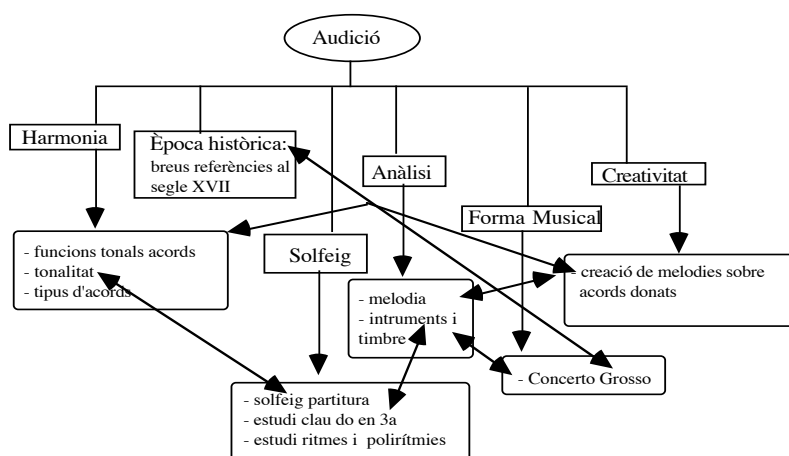 Audició
Harmonia
Època històrica:
breus referències al
segle XVII
Anàlisi
Creativitat
Forma Musical
Solfeig
- funcions tonals acords
- tonalitat
- tipus d'acords
- creació de melodies sobre
acords donats
- melodia
- intruments i
timbre
- Concerto Grosso
- solfeig partitura
- estudi clau do en 3a
- estudi ritmes i polirítmies